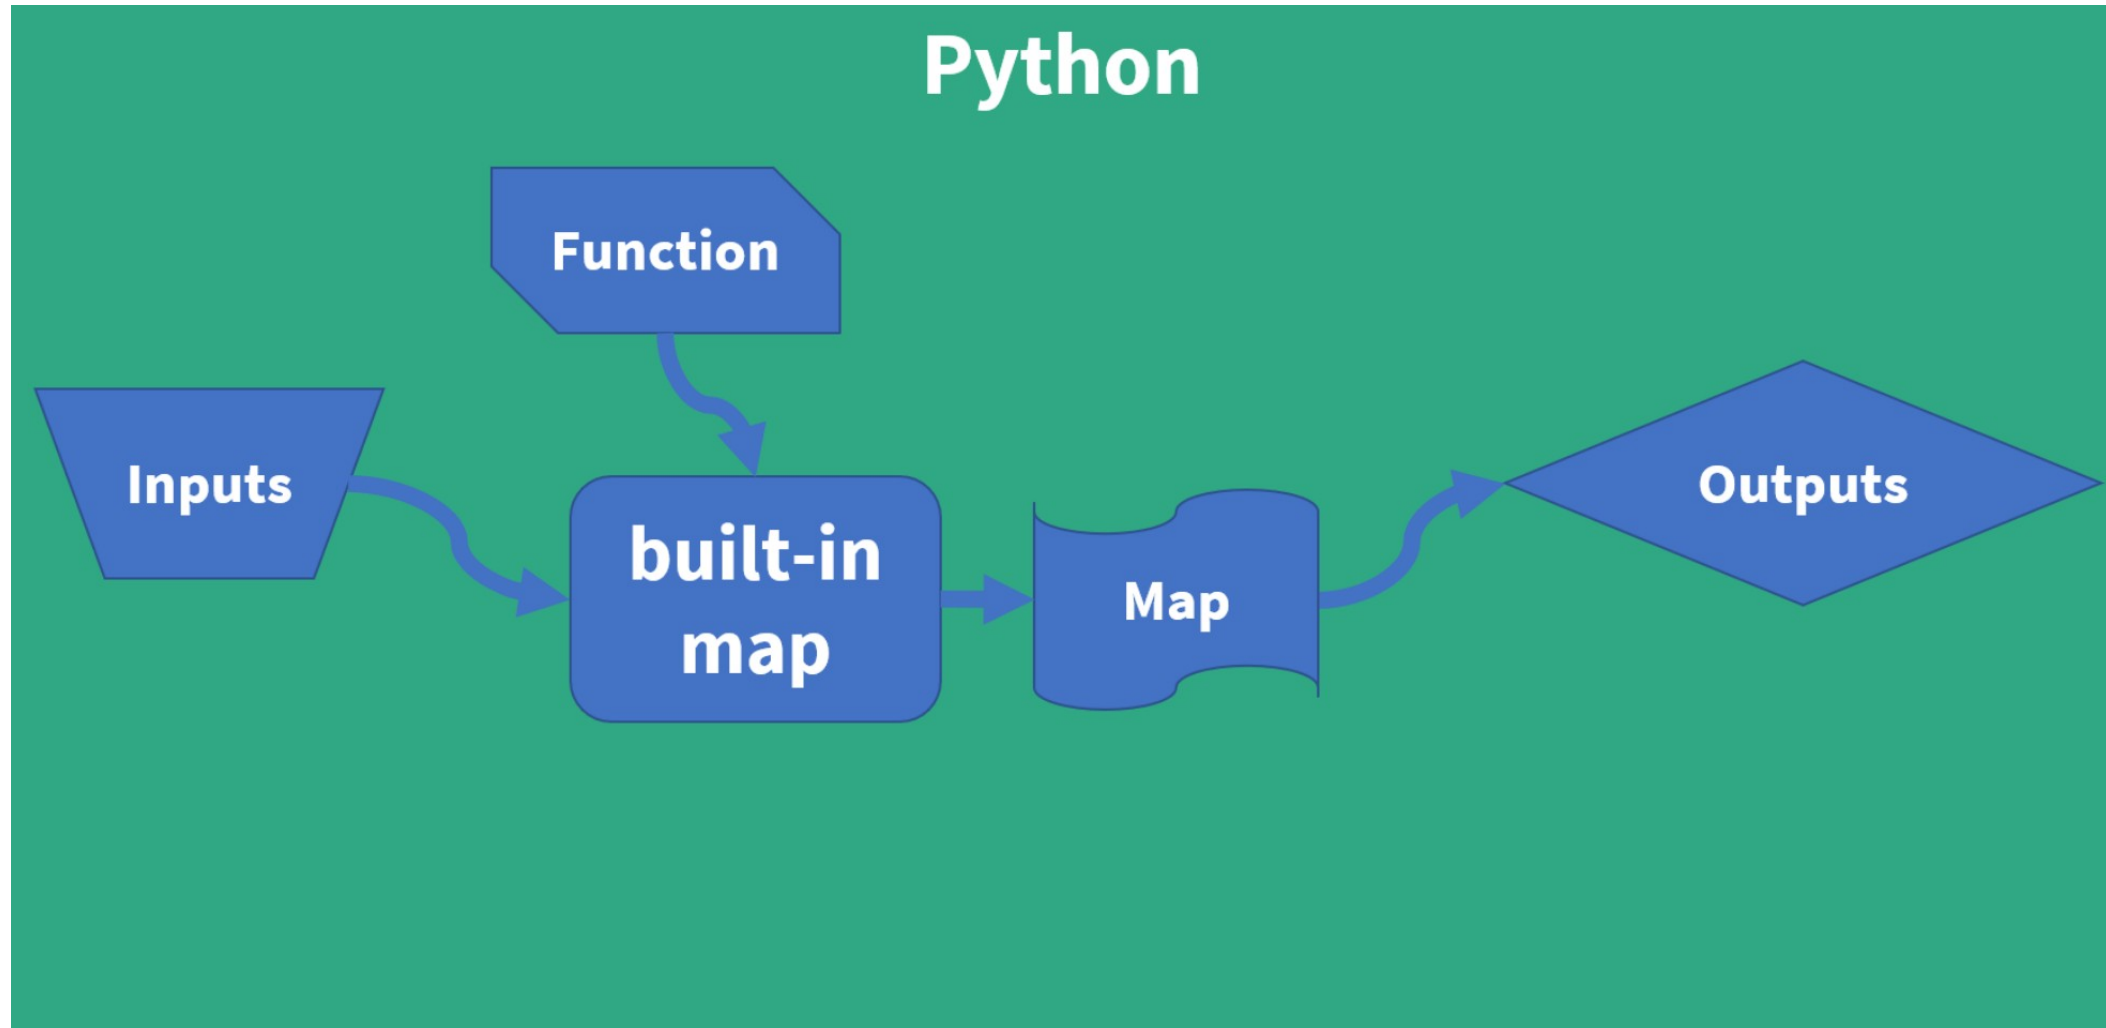 Python
Function
Inputs
built-in
map
Map
Outputs